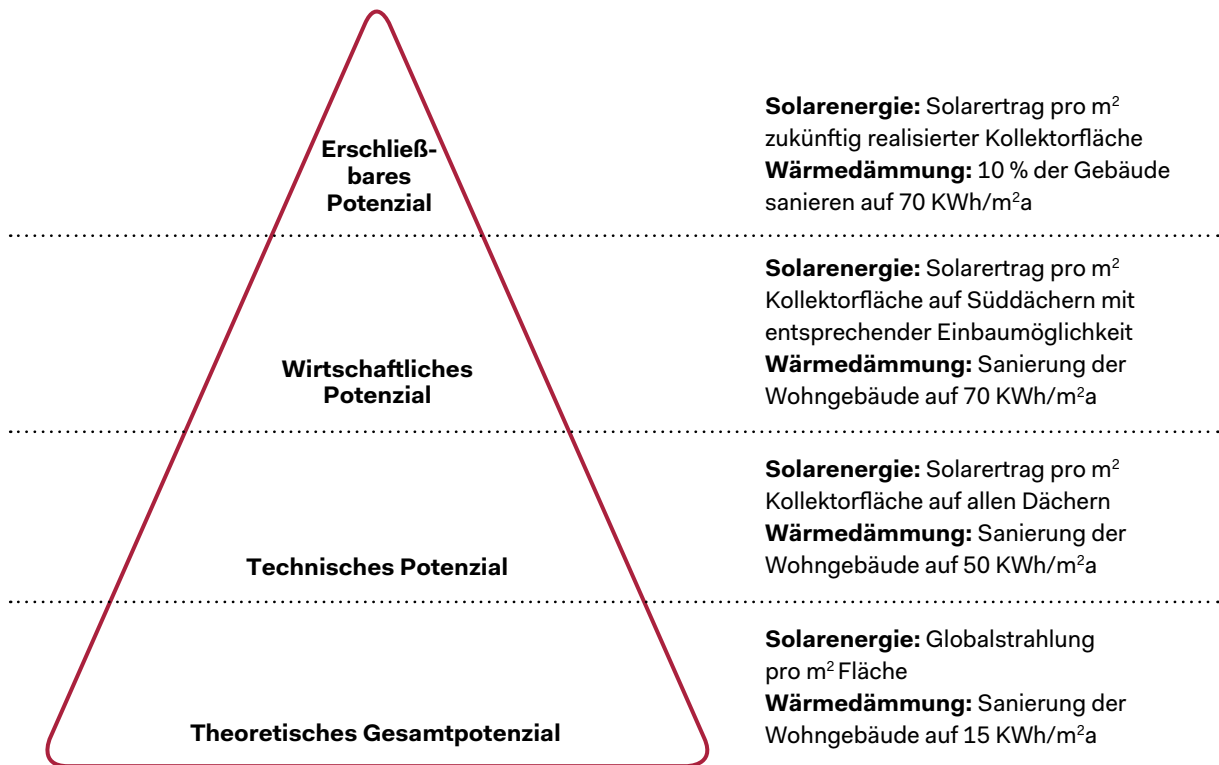 Erschließ-
bares
Potenzial
Solarenergie: Solarertrag pro m²
zukünftig realisierter Kollektorfläche
Wärmedämmung: 10 % der Gebäude
sanieren auf 70 KWh/m²a
Wirtschaftliches
Potenzial
Solarenergie: Solarertrag pro m²
Kollektorfläche auf Süddächern mit
entsprechender Einbaumöglichkeit
Wärmedämmung: Sanierung der
Wohngebäude auf 70 KWh/m²a
Technisches Potenzial
Solarenergie: Solarertrag pro m²
Kollektorfläche auf allen Dächern
Wärmedämmung: Sanierung der
Wohngebäude auf 50 KWh/m²a
Theoretisches Gesamtpotenzial
Solarenergie: Globalstrahlung
pro m² Fläche
Wärmedämmung: Sanierung der
Wohngebäude auf 15 KWh/m²a